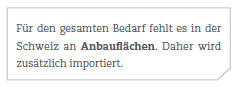 Für den gesamten Bedarf fehlt es in der
Schweiz an Anbauflächen. Daher wird
zusätzlich importiert.